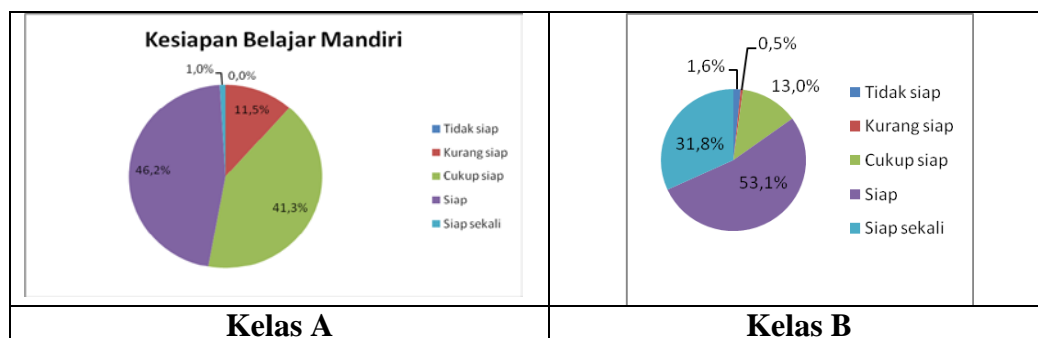 Kesiapan Belajar Mandiri
1,0%
0,0%
11,5%
46,2%
41,3%
Tidak siap
Kurang siap
Cukup siap
Siap
Siap sekali
Kelas A
0,5%
1,6%
13,0%
31,8%
53,1%
Tidak siap
Kurang siap
Cukup siap
Siap
Siap sekali
Kelas B